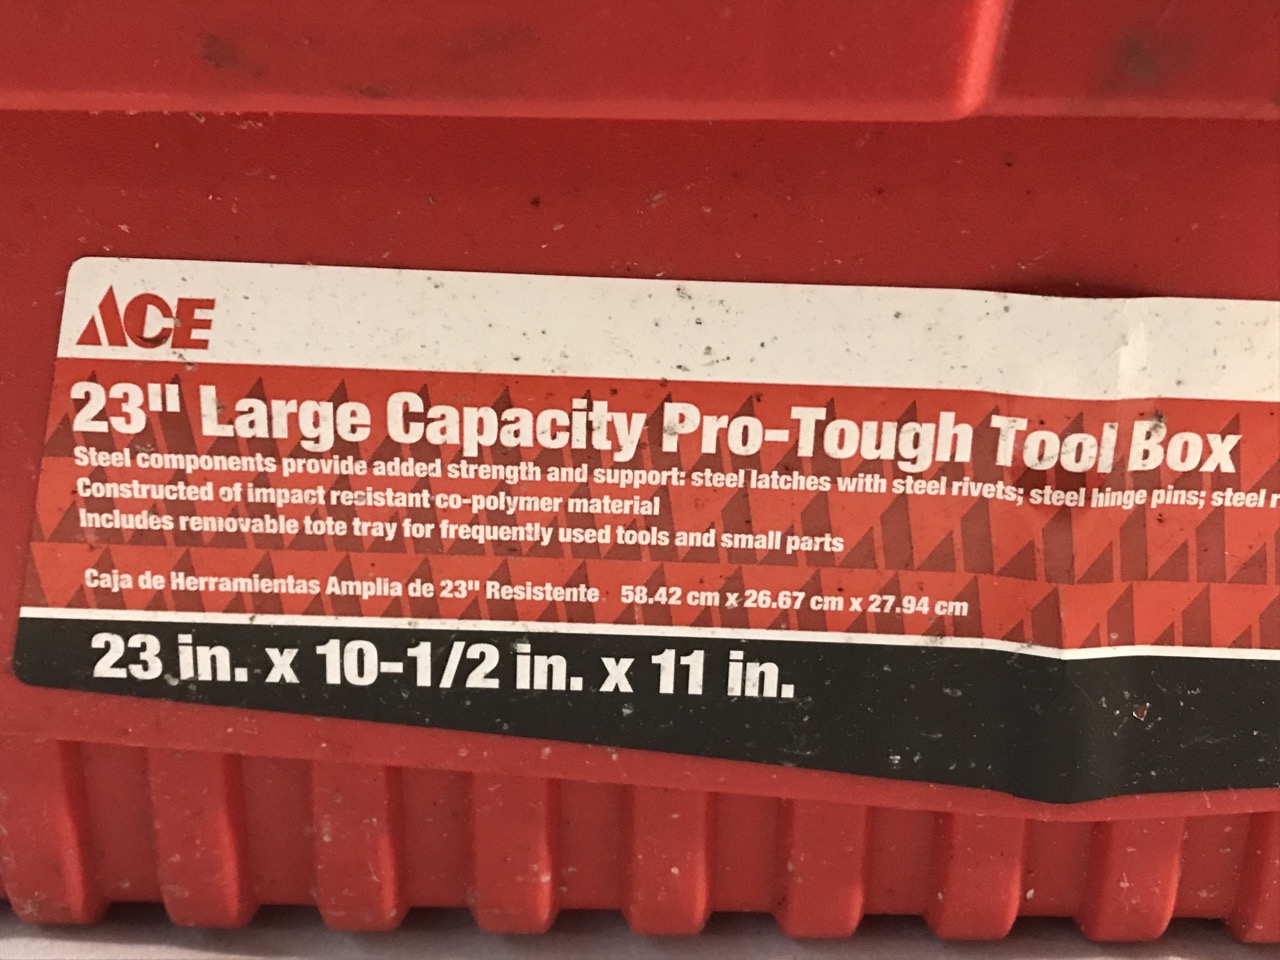 ACE
23" Large Capacity Pro-Tough Tool Box
Steel components provide added strength and support: steel latches with steel rivets; steel hinge pins; steel
Constructed of impact resistant co-polymer material
Includes removable tote tray for frequently used tools and small parts
Caja de Herramientas Amplia de 23" Resistente 58.42 cm x 26.67 cm x 27.94 cm
23 in. x 10-1/2 in. x 11 in.